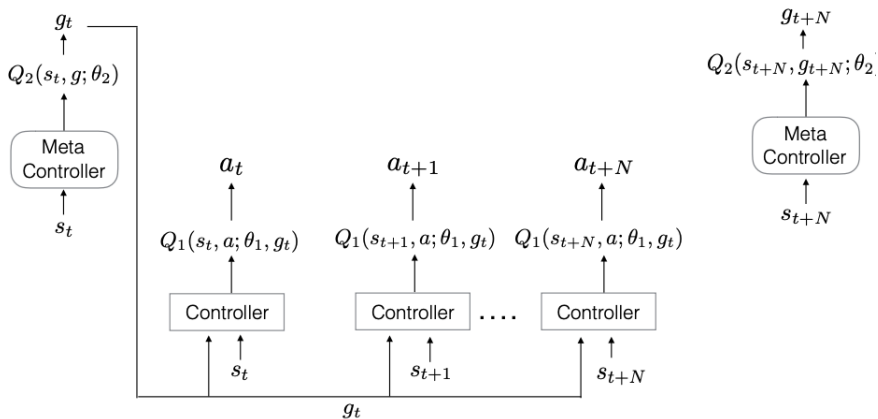 g_t
Q_2(s_t, g; θ_2)
Meta
Controller
s_t
a_t
Q_1(s_t, a; θ_1, g_t)
Controller
s_t
a_{t+1}
Q_1(s_{t+1}, a; θ_1, g_t)
Controller
s_{t+1}
....
a_{t+N}
Q_1(s_{t+N}, a; θ_1, g_t)
Controller
s_{t+N}
g_t
g_{t+N}
Q_2(s_{t+N}, g_{t+N}; θ_2)
Meta
Controller
s_{t+N}